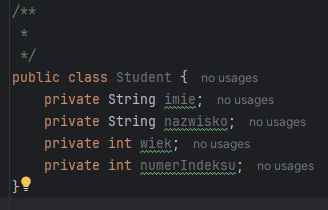 /**
 *
 */
public class Student { no usages
    private String imie; no usages
    private String nazwisko; no usages
    private int wiek; no usages
    private int numerIndeksu; no usages
}